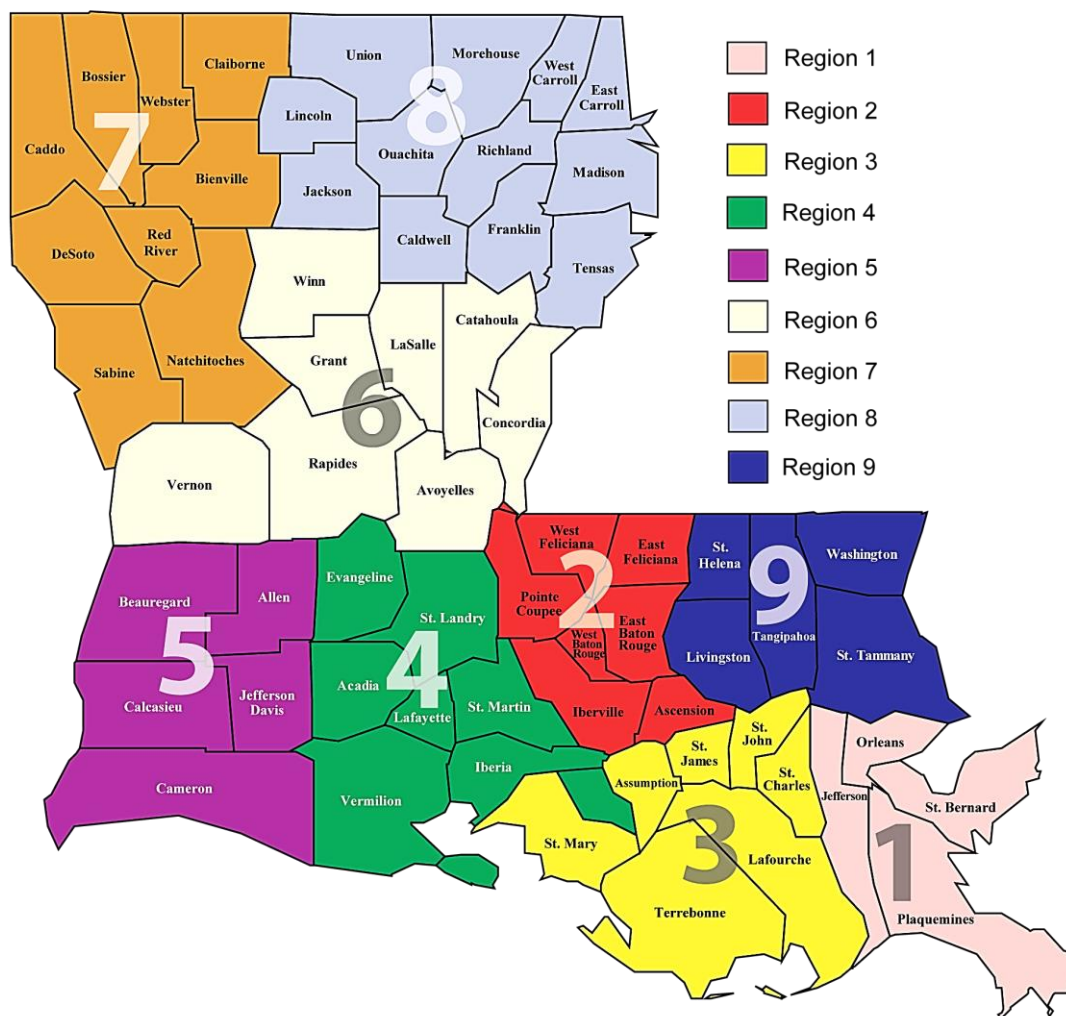 Union
Morehouse
West
Carroll
East
Carroll
Claiborne
Bossier
Webster
Lincoln
8
7
Caddo
Ouachita
Richland
Madison
Bienville
Jackson
Franklin
Caldwell
Red
River
DeSoto
Tensas
Winn
Catahoula
LaSalle
Grant
Natchitoches
Sabine
6
Concordia
Rapides
Vernon
Avoyelles
Region 1
Region 2
Region 3
Region 4
Region 5
Region 6
Region 7
Region 8
Region 9
West
Feliciana
East
Feliciana
St.
Helena
Washington
2
9
Evangeline
Allen
Beauregard
Pointe
Coupee
St. Landry
West
Baton
Rouge
East
Baton
Rouge
Tangipahoa
Livingston
St. Tammany
5
4
Acadia
Calcasieu
Jefferson
Davis
Lafayette
St. Martin
Iberville
Ascension
St.
John
St.
James
Orleans
Iberia
Assumption
St.
Charles
Jefferson
Cameron
Vermilion
St. Bernard
St. Mary
3
Lafourche
1
Terrebonne
Plaquemines